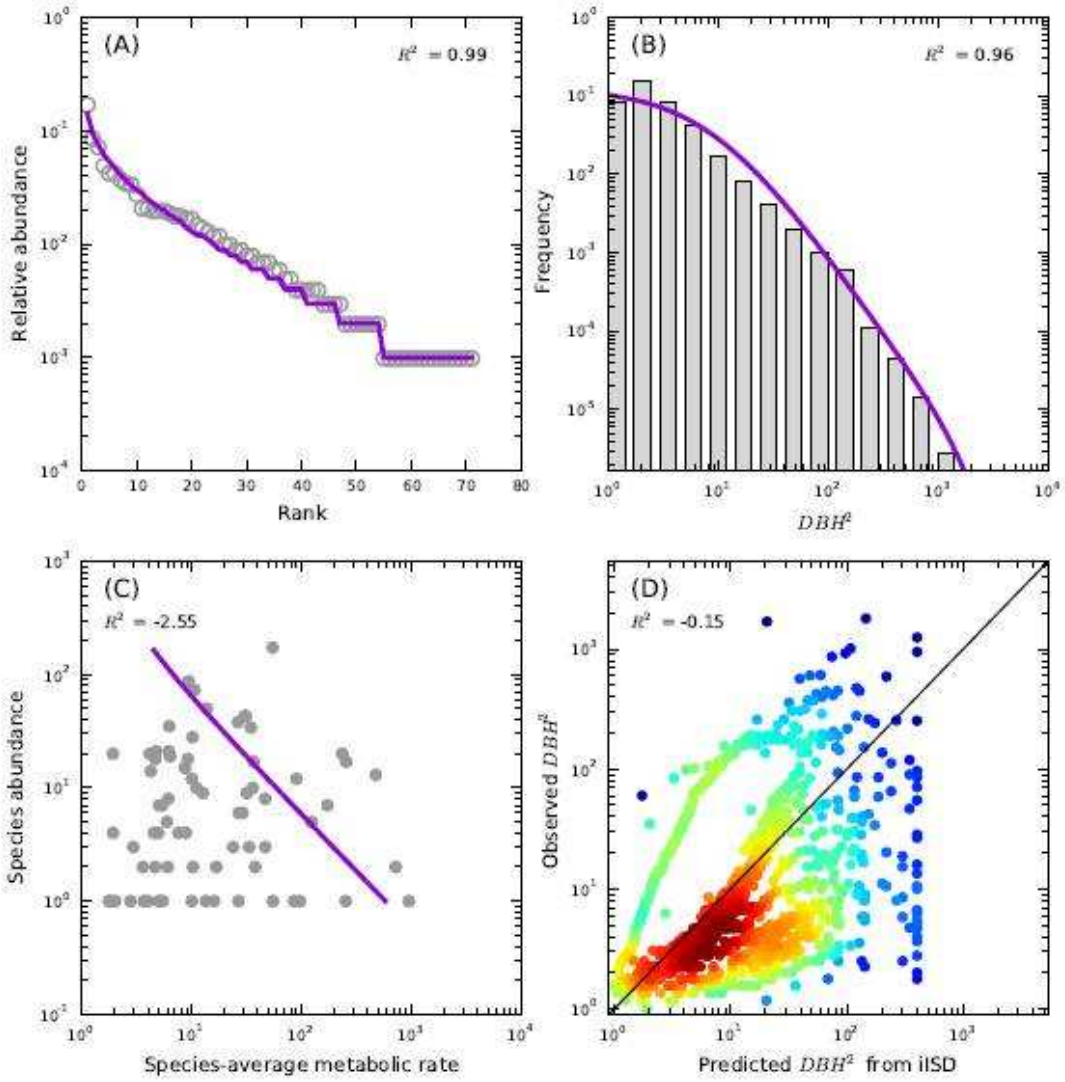 (A)
R² = 0.99
10⁰
10⁻¹
10⁻²
10⁻³
10⁻⁴
Relative abundance
0 10 20 30 40 50 60 70 80
Rank
(B)
R² = 0.96
10⁰
10⁻¹
10⁻²
10⁻³
10⁻⁴
10⁻⁵
Frequency
10⁰ 10¹ 10² 10³ 10⁴
DBH²
(C)
R² = -2.55
10³
10²
10¹
10⁰
10⁻¹
Species abundance
10⁰ 10¹ 10² 10³ 10⁴
Species-average metabolic rate
(D)
R² = -0.15
10³
10²
10¹
10⁰
Observed DBH²
10⁰ 10¹ 10² 10³
Predicted DBH² from iISD